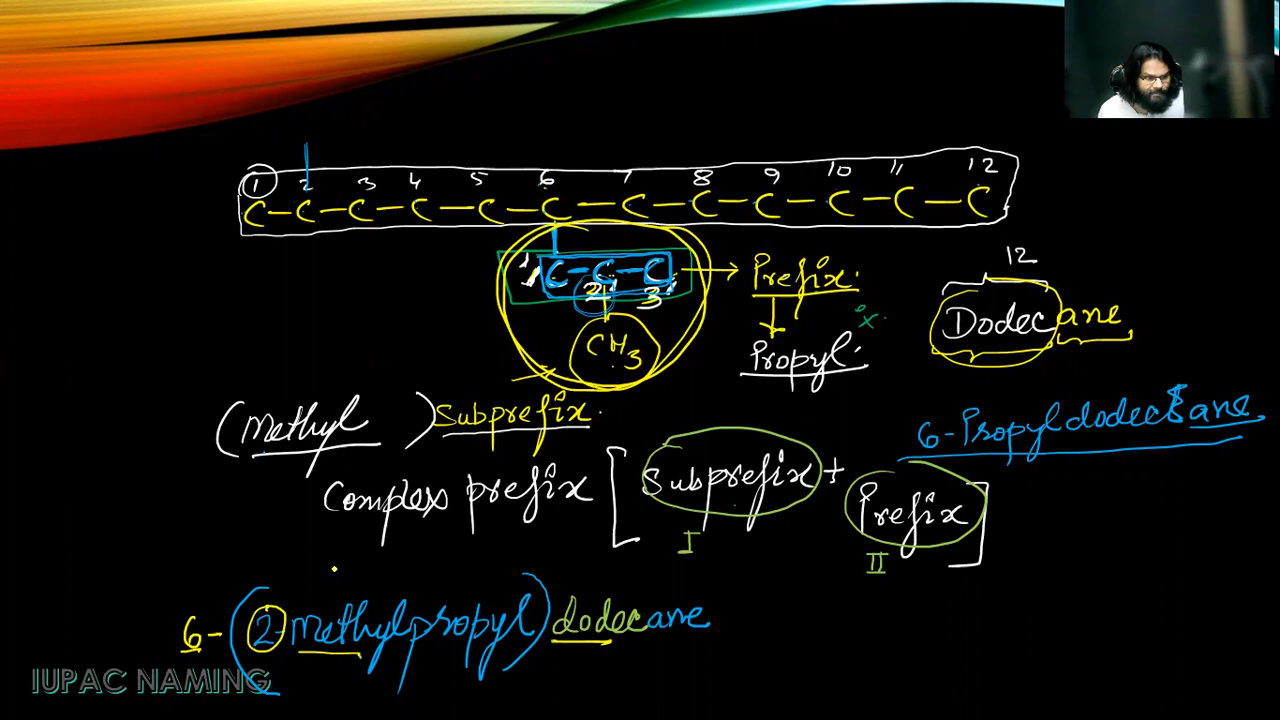 1 2 3 4 5 6 7 8 9 10 11 12
C-C-C-C-C-C-C-C-C-C-C-C
1 C-C-C → Prefix
2 3
CH3
Propyl
12
Dodecane
(Methyl ) Subprefix
6-Propyldodecane
Complex prefix [Subprefix + Prefix]
I II
6-(2-methylpropyl)dodecane
IUPAC NAMING